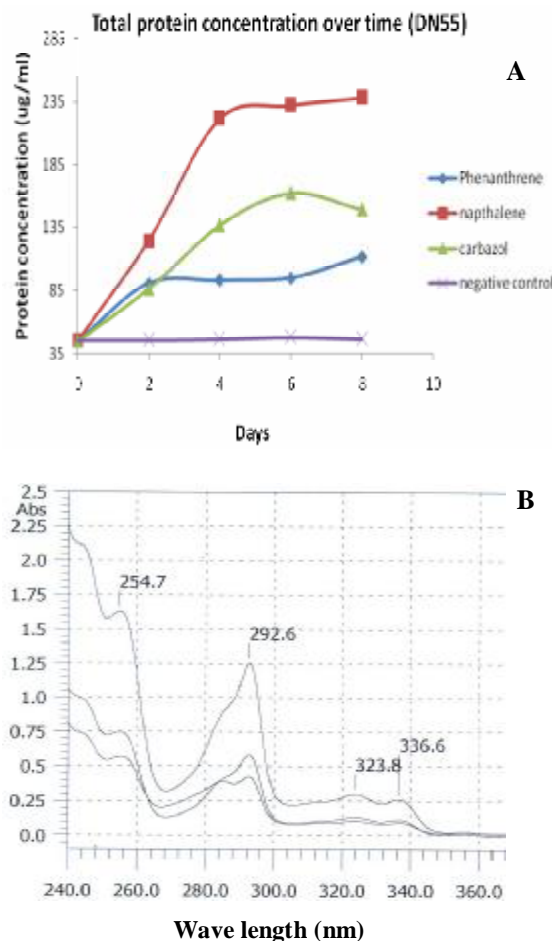 Total protein concentration over time (DN55)
A
Protein concentration (ug/ml)
285
235
185
135
85
35
0 2 4 6 8 10
Days
Phenanthrene
napthalene
carbazol
negative control
B
2.5
Abs
2.25
2.0
1.75
1.5
1.25
1.0
0.75
0.5
0.25
0.0
254.7
292.6
323.8
336.6
240.0 260.0 280.0 300.0 320.0 340.0 360.0
Wave length (nm)